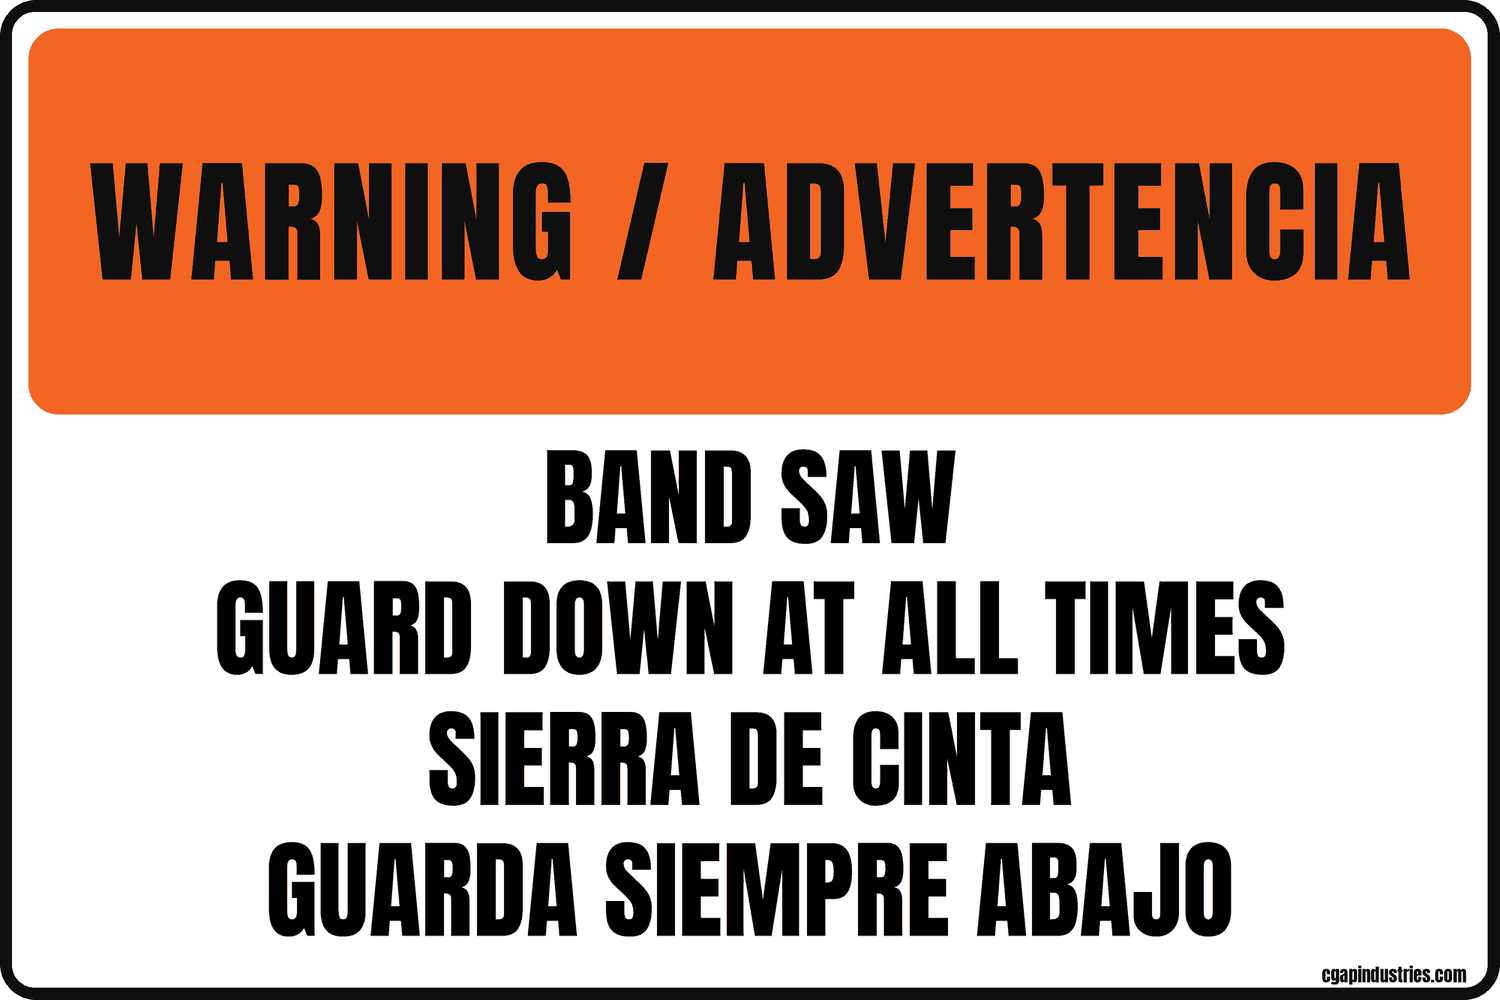 WARNING / ADVERTENCIA
BAND SAW
GUARD DOWN AT ALL TIMES
SIERRA DE CINTA
GUARDA SIEMPRE ABAJO
cgapindustries.com